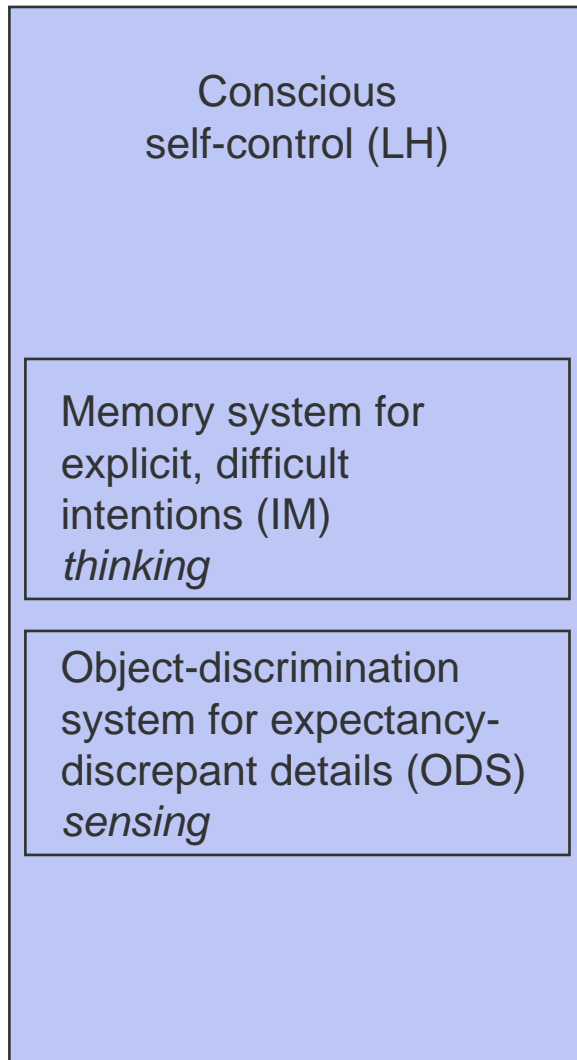 Conscious
self-control (LH)
Memory system for
explicit, difficult
intentions (IM)
thinking
Object-discrimination
system for expectancy-
discrepant details (ODS)
sensing